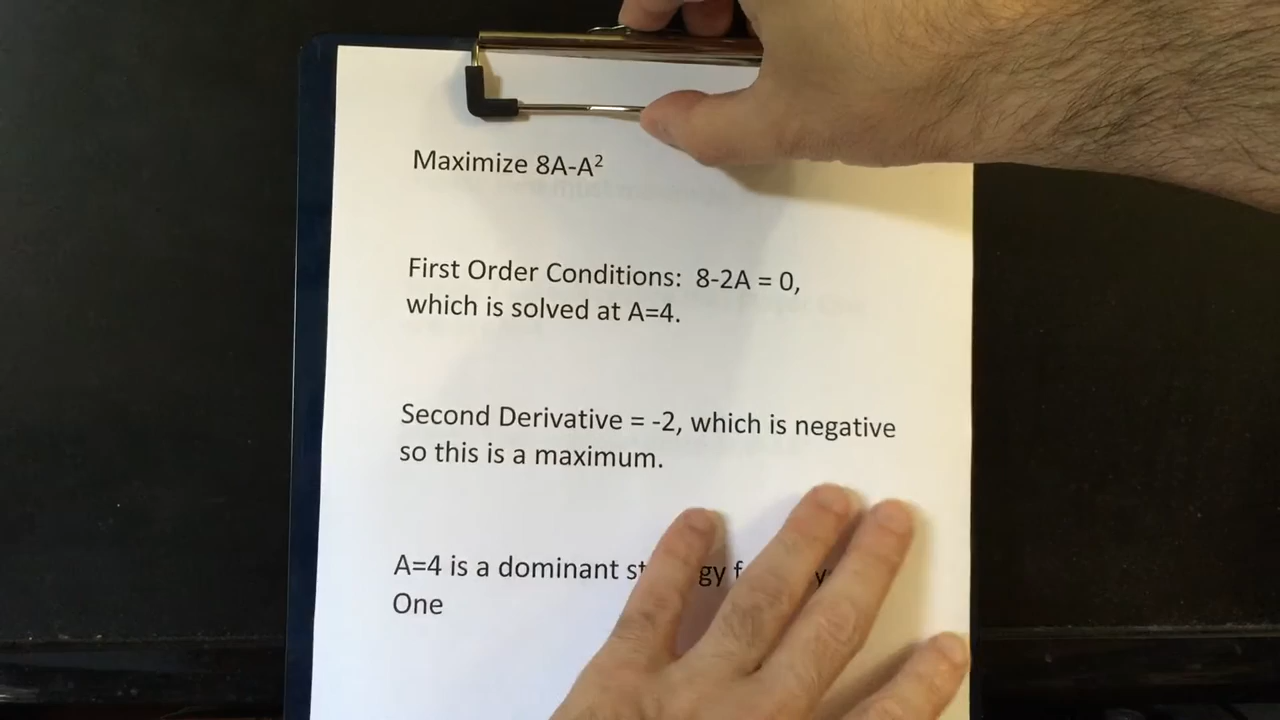 Maximize 8A-A²
First Order Conditions: 8-2A = 0,
which is solved at A=4.
Second Derivative = -2, which is negative
so this is a maximum.
A=4 is a dominant
One